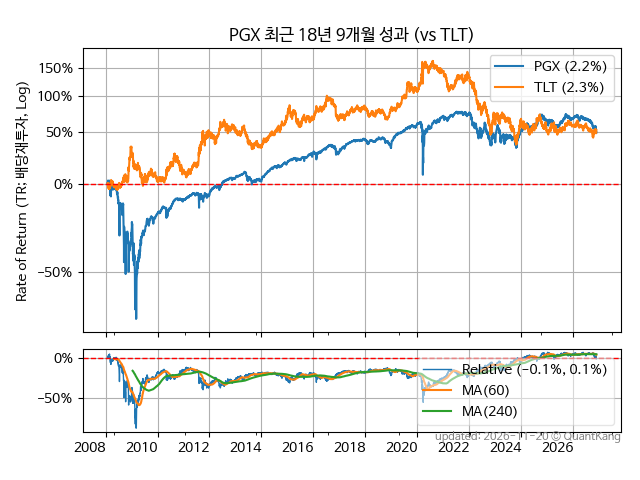 PGX 최근 18년 9개월 성과 (vs TLT)
Rate of Return (TR: 배당재투자, Log)
150%
100%
50%
0%
−50%
PGX (2.2%)
TLT (2.3%)
0%
−50%
Relative (−0.1%, 0.1%)
MA(60)
MA(240)
2008 2010 2012 2014 2016 2018 2020 2022 2024 2026
updated: 2026-11-20 © QuantKang